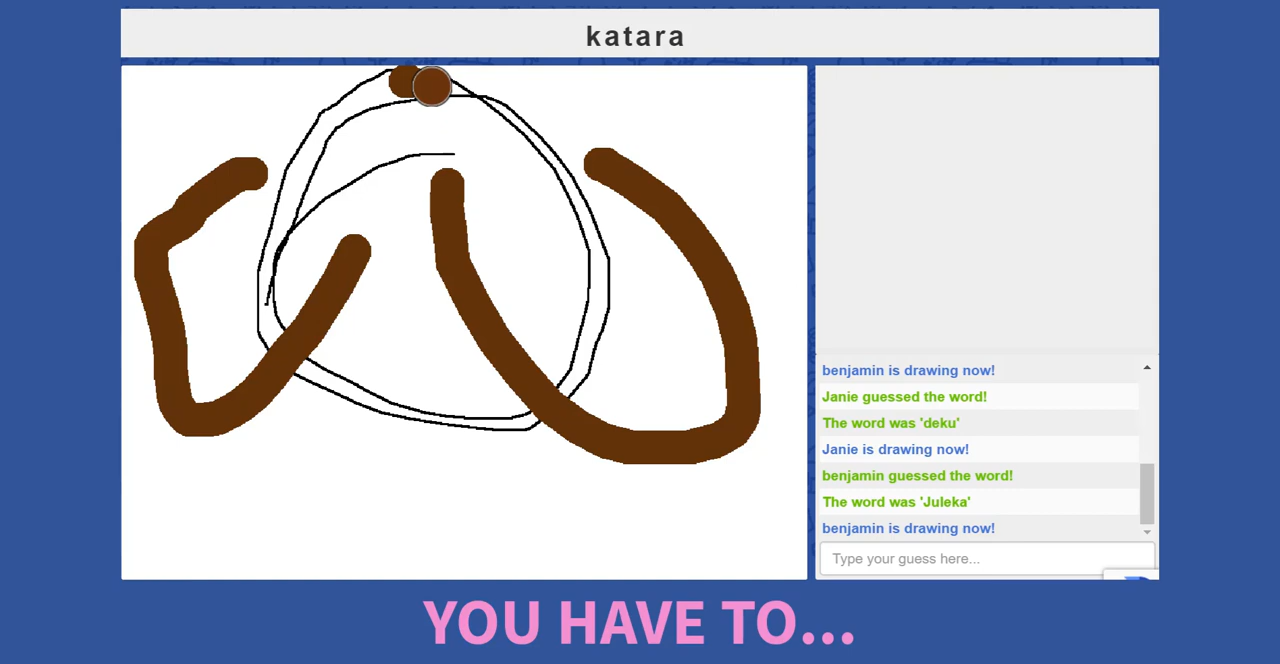 katara
benjamin is drawing now!
Janie guessed the word!
The word was 'deku'
Janie is drawing now!
benjamin guessed the word!
The word was 'Juleka'
benjamin is drawing now!
Type your guess here...
YOU HAVE TO...